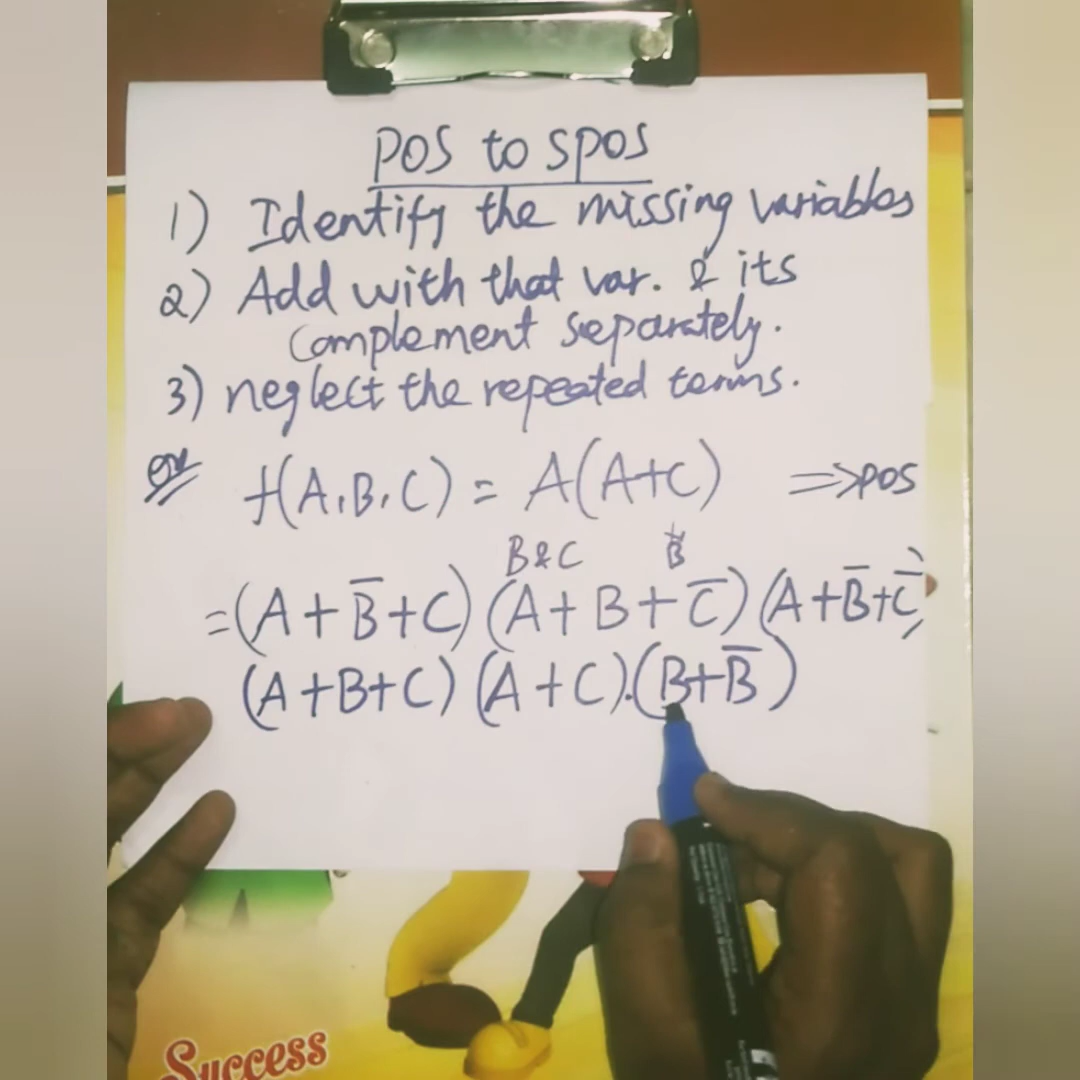 POS to SPOS
1) Identify the missing variables
2) Add with that var. & its
complement separately.
3) neglect the repeated terms.
f(A,B,C) = A(A+C) => POS
B&C B
=(A+B̅+C) (A+B+C̅) (A+B̅+C̅)
(A+B+C) (A+C).(B+B̅)
Success